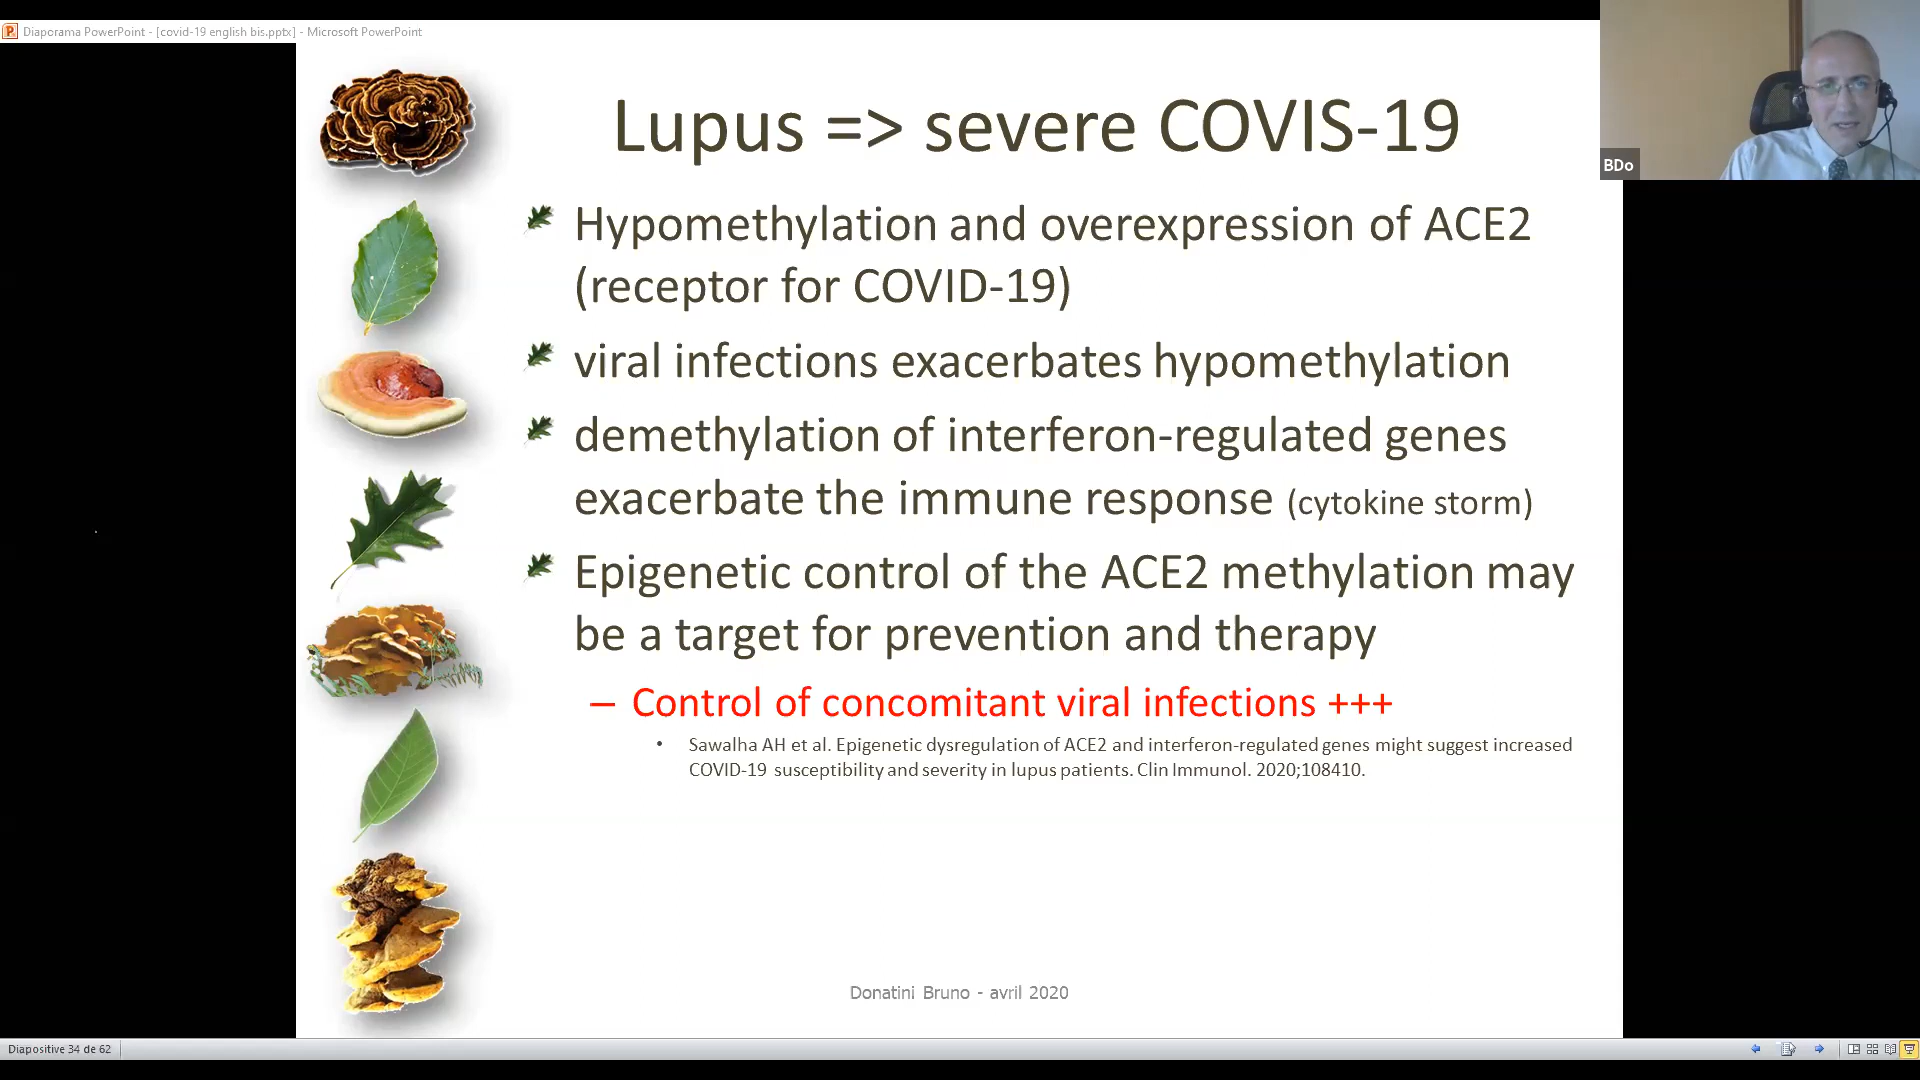 Diaporama PowerPoint - [covid-19 english bis.pptx] - Microsoft PowerPoint
BDo
Lupus => severe COVIS-19
Hypomethylation and overexpression of ACE2
(receptor for COVID-19)
viral infections exacerbates hypomethylation
demethylation of interferon-regulated genes
exacerbate the immune response (cytokine storm)
Epigenetic control of the ACE2 methylation may
be a target for prevention and therapy
– Control of concomitant viral infections +++
• Sawalha AH et al. Epigenetic dysregulation of ACE2 and interferon-regulated genes might suggest increased
COVID-19 susceptibility and severity in lupus patients. Clin Immunol. 2020;108410.
Donatini Bruno - avril 2020
Diapositive 34 de 62